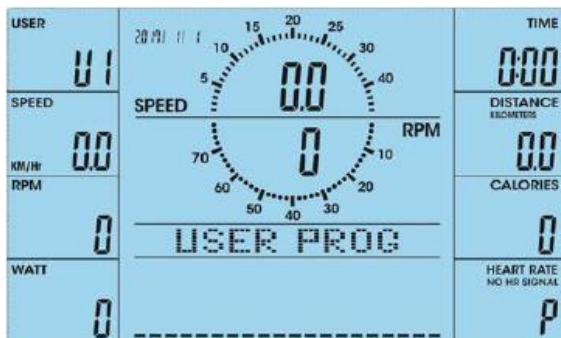 USER
U1
SPEED
KM/Hr 0.0
RPM
0
WATT
0
2019/ 11 1
5 10 15 20 25 30 40
SPEED 0.0
0 RPM
70 60 50 40 30 20 10
USER PROG
TIME
0:00
DISTANCE
KILOMETERS
0.0
CALORIES
0
HEART RATE
NO HR SIGNAL
P